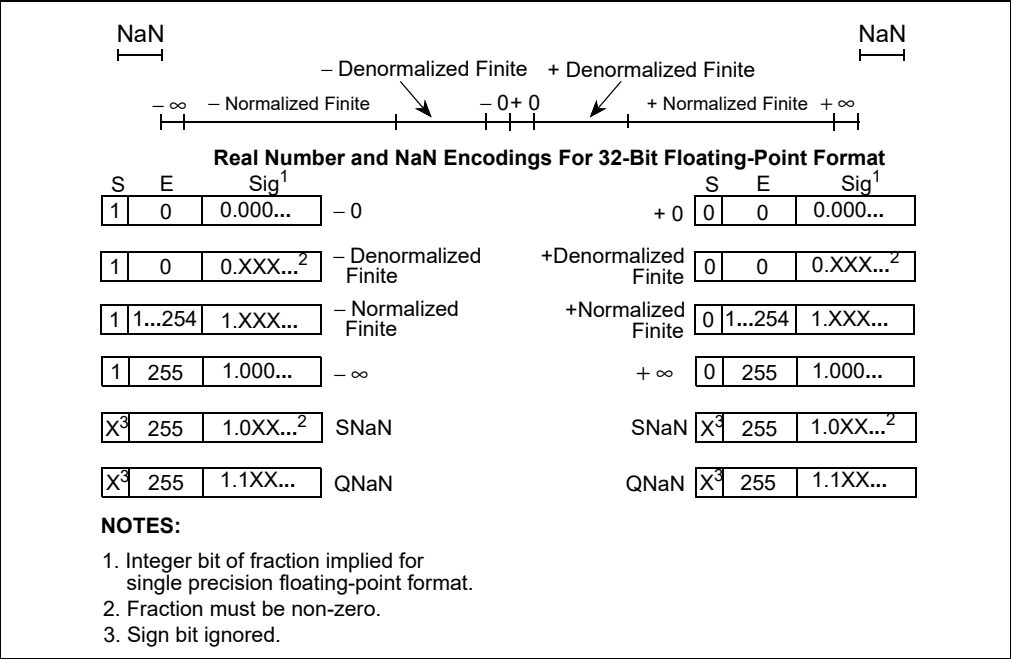 NaN NaN
− Denormalized Finite + Denormalized Finite
− ∞ − Normalized Finite − 0 + 0 + Normalized Finite + ∞
Real Number and NaN Encodings For 32-Bit Floating-Point Format
S E Sig1 S E Sig1
1 0 0.000... − 0 + 0 0 0 0.000...
1 0 0.XXX...2 − Denormalized Finite +Denormalized Finite 0 0 0.XXX...2
1 1...254 1.XXX... − Normalized Finite +Normalized Finite 0 1...254 1.XXX...
1 255 1.000... − ∞ + ∞ 0 255 1.000...
X3 255 1.0XX...2 SNaN SNaN X3 255 1.0XX...2
X3 255 1.1XX... QNaN QNaN X3 255 1.1XX...
NOTES:
1. Integer bit of fraction implied for
single precision floating-point format.
2. Fraction must be non-zero.
3. Sign bit ignored.